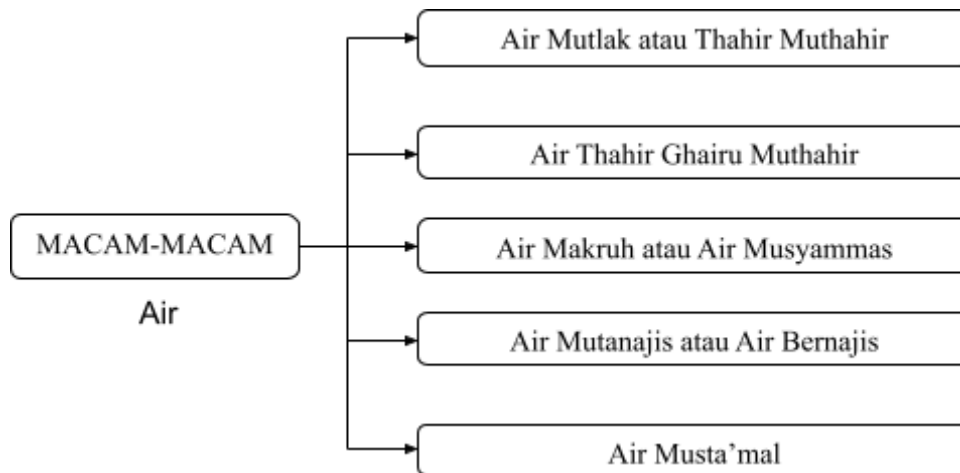 MACAM-MACAM
Air
Air Mutlak atau Thahir Muthahir
Air Thahir Ghairu Muthahir
Air Makruh atau Air Musyammas
Air Mutanajis atau Air Bernajis
Air Musta’mal